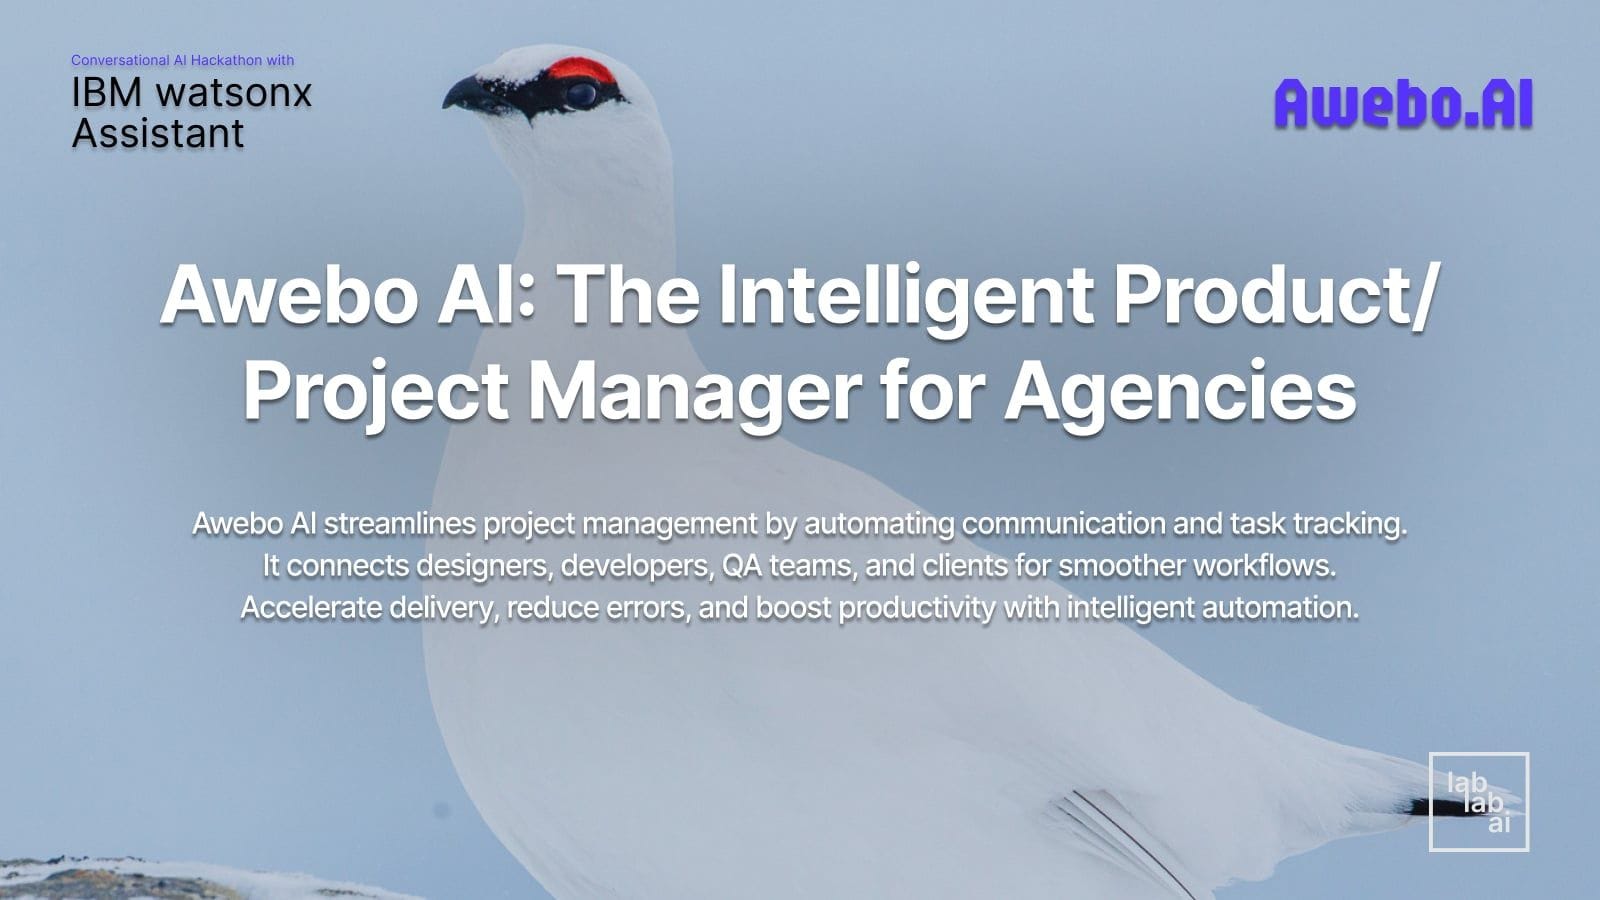 Conversational AI Hackathon with
IBM watsonx
Assistant
Awebo.AI
Awebo AI: The Intelligent Product/
Project Manager for Agencies
Awebo AI streamlines project management by automating communication and task tracking.
It connects designers, developers, QA teams, and clients for smoother workflows.
Accelerate delivery, reduce errors, and boost productivity with intelligent automation.
lab
lab
ai